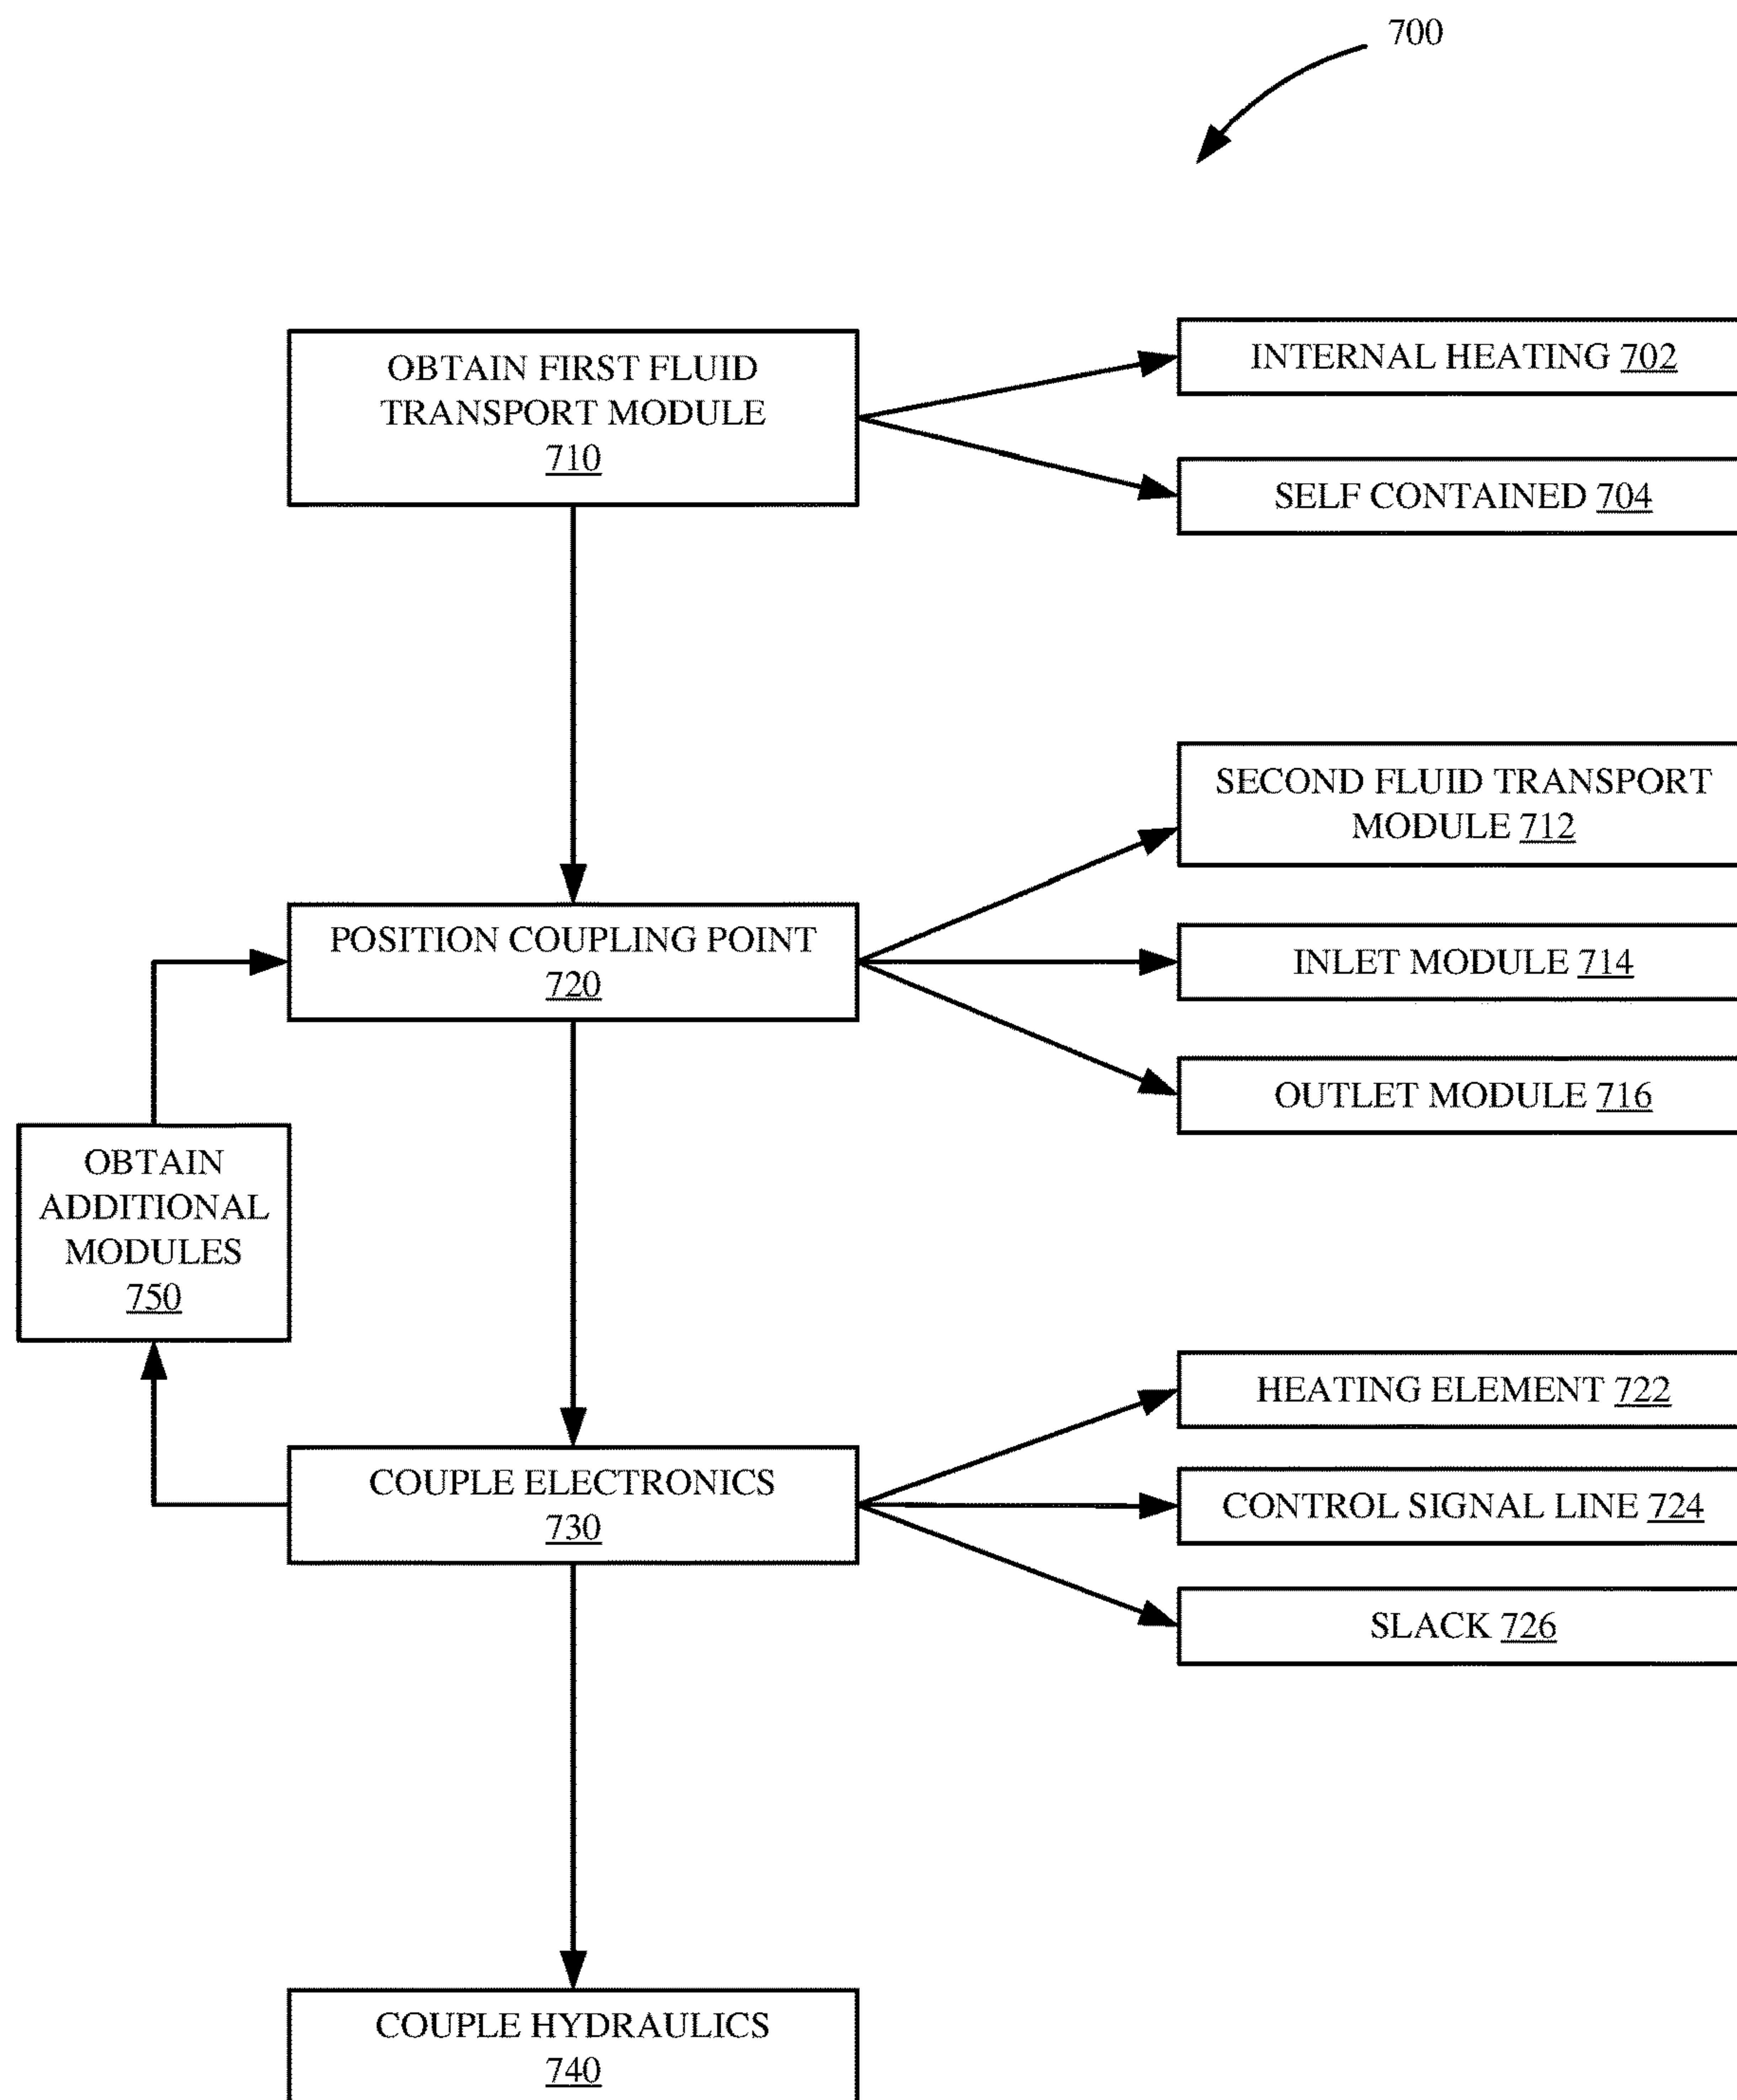 700
OBTAIN FIRST FLUID
TRANSPORT MODULE
710
INTERNAL HEATING 702
SELF CONTAINED 704
POSITION COUPLING POINT
720
SECOND FLUID TRANSPORT
MODULE 712
INLET MODULE 714
OUTLET MODULE 716
OBTAIN
ADDITIONAL
MODULES
750
COUPLE ELECTRONICS
730
HEATING ELEMENT 722
CONTROL SIGNAL LINE 724
SLACK 726
COUPLE HYDRAULICS
740